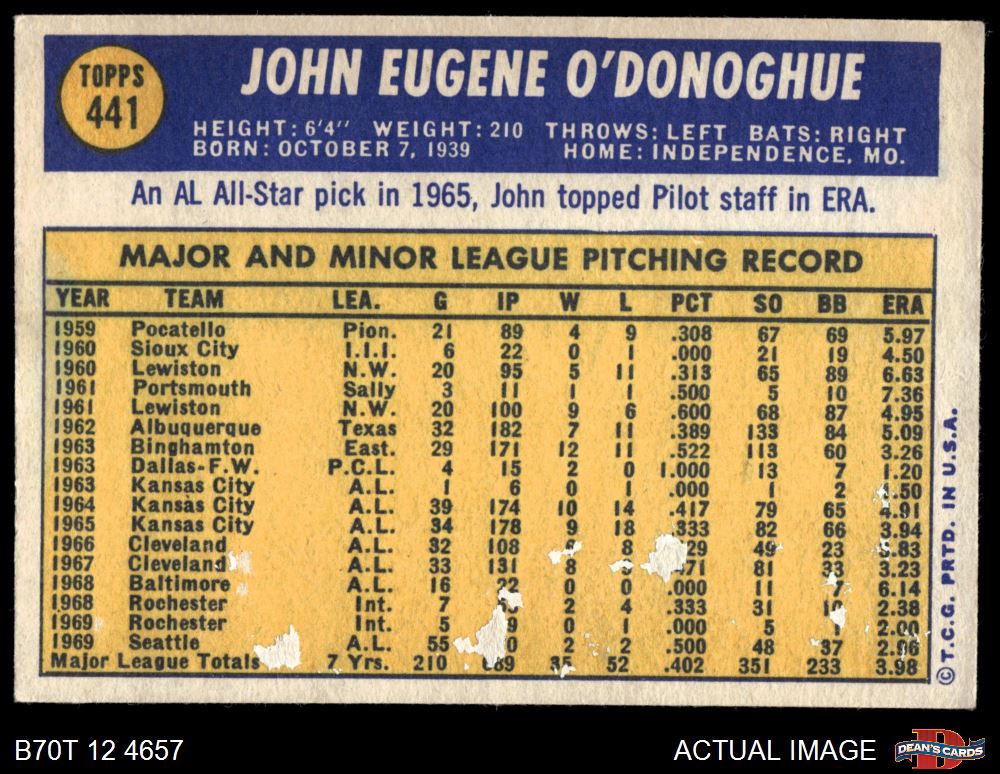 TOPPS
441
JOHN EUGENE O'DONOGHUE
HEIGHT: 6'4" WEIGHT: 210 THROWS: LEFT BATS: RIGHT
BORN: OCTOBER 7, 1939 HOME: INDEPENDENCE, MO.
An AL All-Star pick in 1965, John topped Pilot staff in ERA.
MAJOR AND MINOR LEAGUE PITCHING RECORD
YEAR TEAM LEA. G IP W L PCT SO BB ERA
1959 Pocatello Pion. 21 89 4 9 .308 67 69 5.97
1960 Sioux City I.I.I. 6 22 0 1 .000 21 19 4.50
1960 Lewiston N.W. 20 95 5 11 .313 65 89 6.63
1961 Portsmouth Sally 3 11 1 1 .500 5 10 7.36
1961 Lewiston N.W. 20 100 9 6 .600 68 87 4.95
1962 Albuquerque Texas 32 182 7 11 .389 133 84 5.09
1963 Binghamton East. 29 171 12 11 .522 113 60 3.26
1963 Dallas-F.W. P.C.L. 4 15 2 0 1.000 13 7 1.20
1963 Kansas City A.L. 1 6 0 1 .000 1 2 .50
1964 Kansas City A.L. 39 174 10 14 .417 79 65 4.91
1965 Kansas City A.L. 34 178 9 18 .333 82 66 3.94
1966 Cleveland A.L. 32 108 8 29 49 23 .83
1967 Cleveland A.L. 33 131 8 471 81 33 3.23
1968 Baltimore A.L. 16 22 0 0 .000 11 7 6.14
1968 Rochester Int. 7 2 4 .333 31 10 2.38
1969 Rochester Int. 5 9 0 1 .000 5 1 2.00
1969 Seattle A.L. 55 0 2 2 .500 48 37 2.96
Major League Totals 7 Yrs. 210 689 35 52 .402 351 233 3.98
© T.C.G. PRTD. IN U.S.A.
B70T 12 4657 ACTUAL IMAGE
DEAN'S CARDS